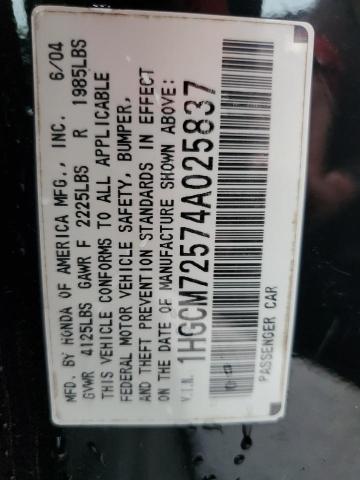 MFD. BY HONDA OF AMERICA MFG., INC. 6/04
GVWR 4125LBS GAWR F 2225LBS R 1985LBS
THIS VEHICLE CONFORMS TO ALL APPLICABLE
FEDERAL MOTOR VEHICLE SAFETY, BUMPER,
AND THEFT PREVENTION STANDARDS IN EFFECT
ON THE DATE OF MANUFACTURE SHOWN ABOVE:
V.I.N. 1HGCM72574A025837
PASSENGER CAR